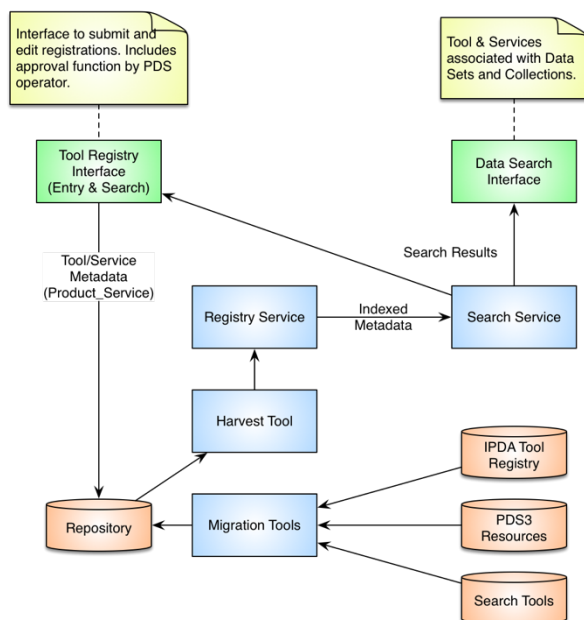 Interface to submit and
edit registrations. Includes
approval function by PDS
operator.
Tool & Services
associated with Data
Sets and Collections.
Tool Registry
Interface
(Entry & Search)
Data Search
Interface
Tool/Service
Metadata
(Product_Service)
Search Results
Registry Service
Indexed
Metadata
Search Service
Harvest Tool
IPDA Tool
Registry
Repository
Migration Tools
PDS3
Resources
Search Tools